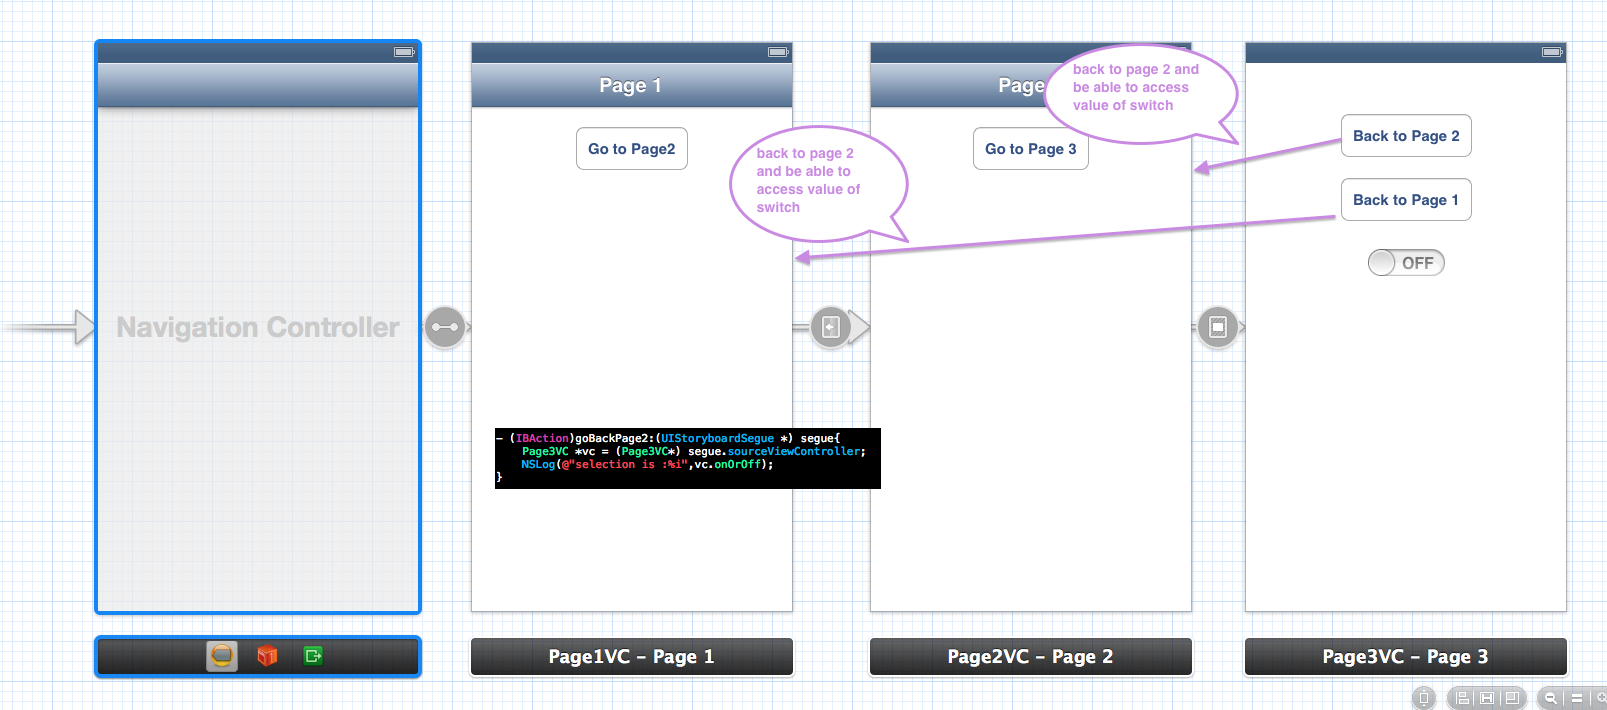 Navigation Controller
Page 1
Go to Page2
back to page 2
and be able to
access value of
switch
- (IBAction)goBackPage2:(UIStoryboardSegue *) segue{
Page3VC *vc = (Page3VC*) segue.sourceViewController;
NSLog(@"selection is :%i",vc.onOrOff);
}
Page1VC - Page 1
Page
Go to Page 3
back to page 2 and
be able to access
value of switch
Page2VC - Page 2
Back to Page 2
Back to Page 1
OFF
Page3VC - Page 3